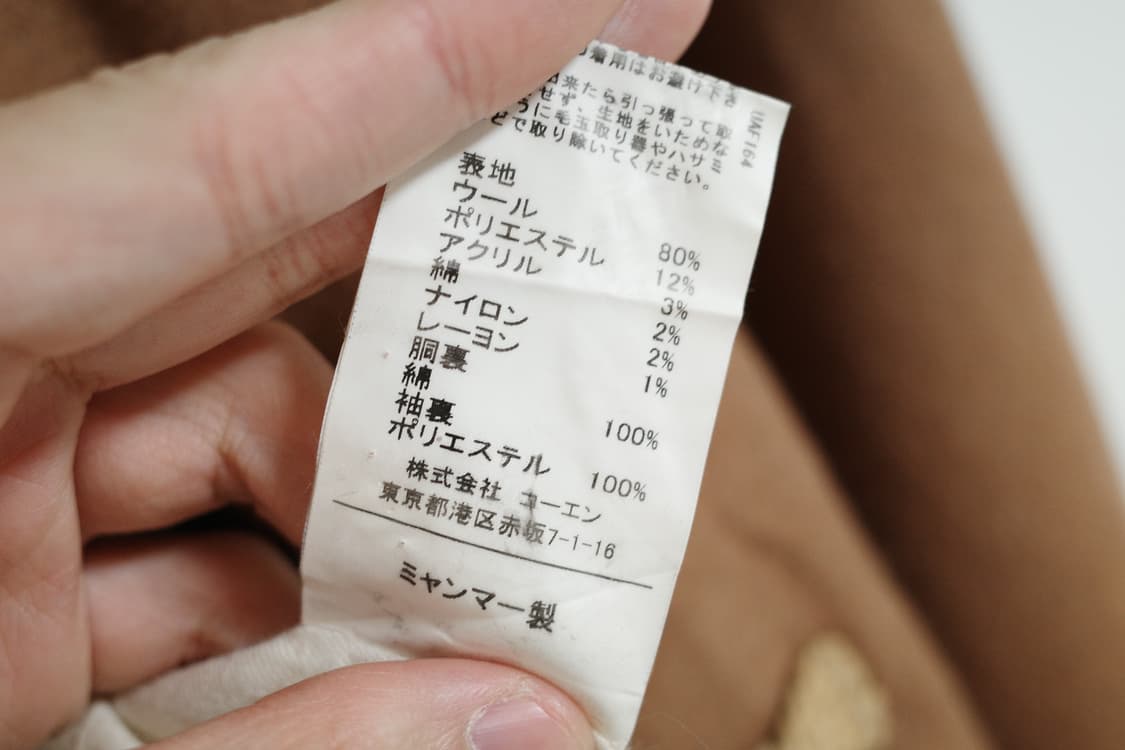 着用はお避け下さ
来たら引っ張って取
せず、生地をいためな
うに毛玉取り器やハサミ
どで取り除いてください。
UAF164
表地
ウール 80%
ポリエステル 12%
アクリル 3%
綿 2%
ナイロン 2%
レーヨン 1%
胴裏
綿 100%
袖裏
ポリエステル 100%
株式会社 コーエン
東京都港区赤坂7-1-16
ミャンマー製